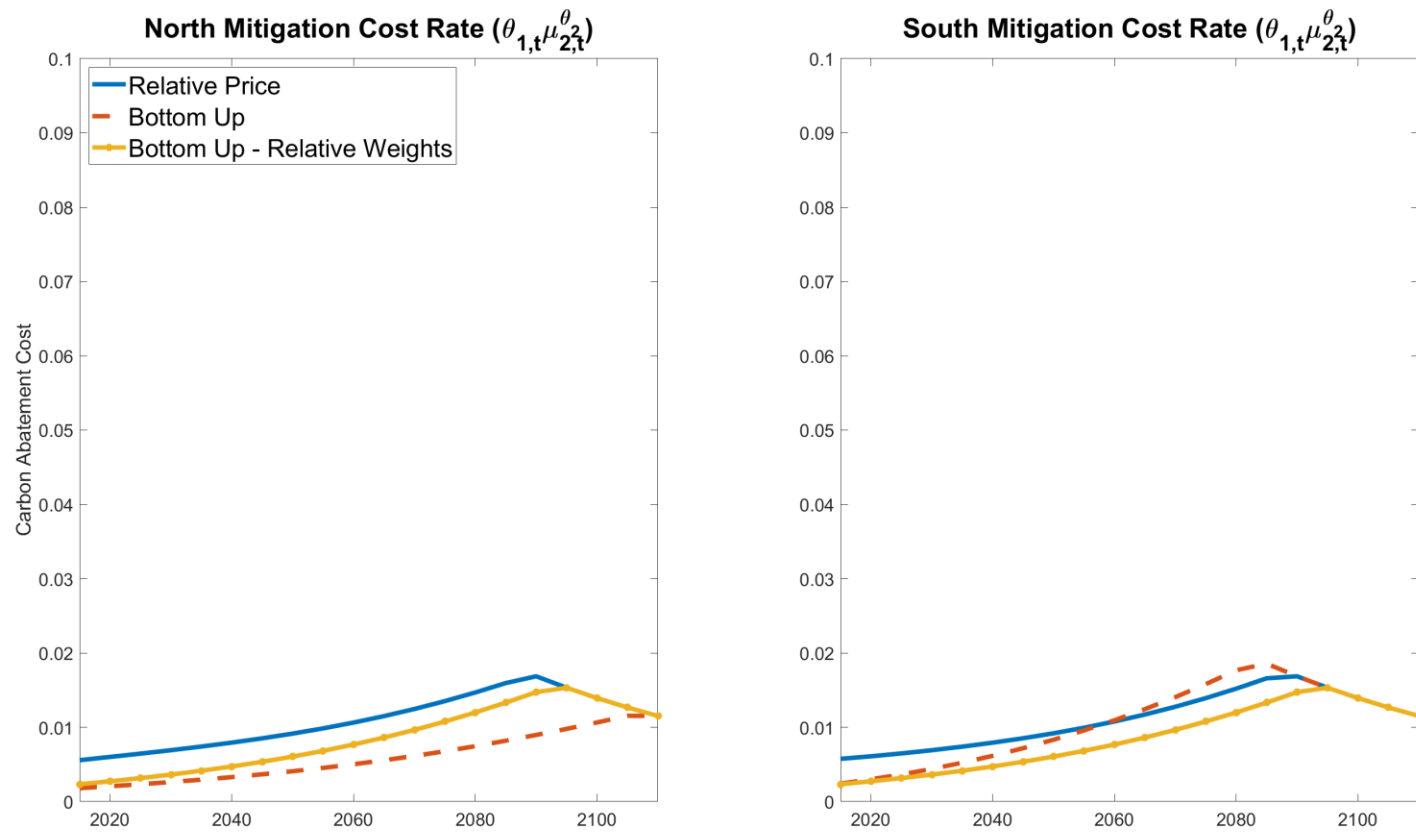 North Mitigation Cost Rate (θ1,tμ2,tθ2)
Relative Price
Bottom Up
Bottom Up - Relative Weights
Carbon Abatement Cost
0.1
0.09
0.08
0.07
0.06
0.05
0.04
0.03
0.02
0.01
0
2020 2040 2060 2080 2100
South Mitigation Cost Rate (θ1,tμ2,tθ2)
0.1
0.09
0.08
0.07
0.06
0.05
0.04
0.03
0.02
0.01
0
2020 2040 2060 2080 2100